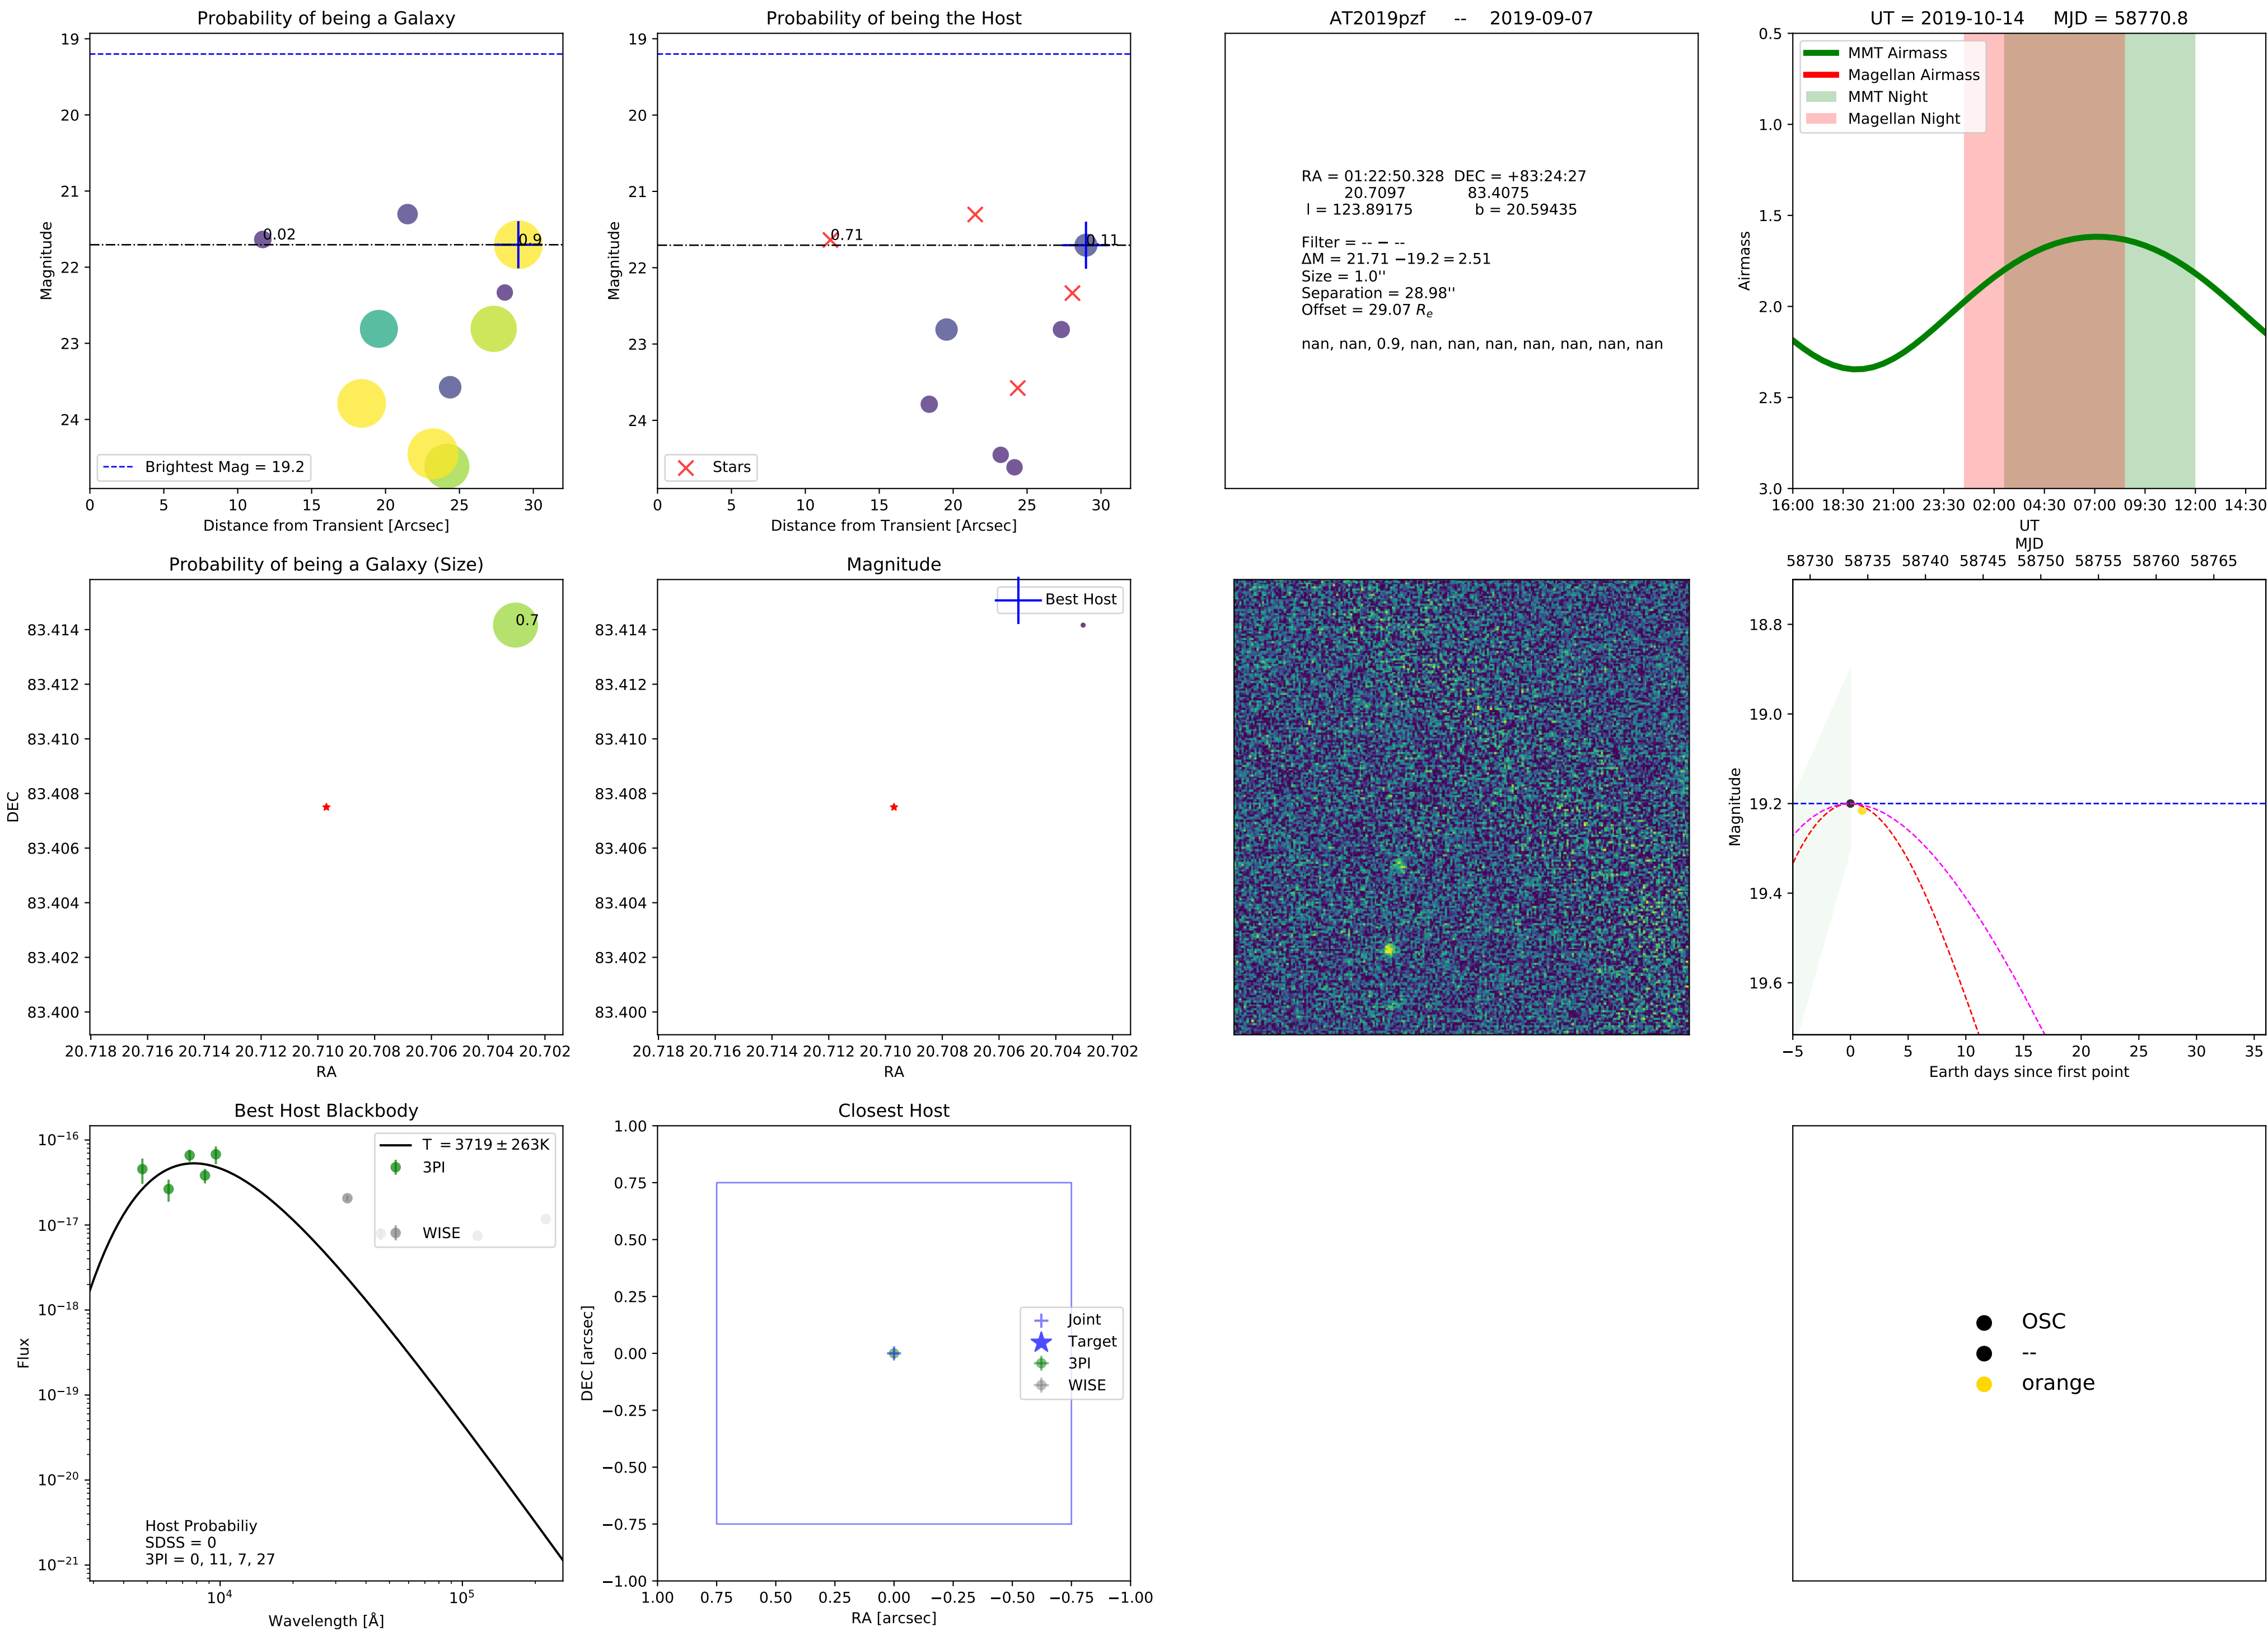 Probability of being a Galaxy
19
20
21
22
23
24
Magnitude
0.02
0.9
Brightest Mag = 19.2
0 5 10 15 20 25 30
Distance from Transient [Arcsec]
Probability of being the Host
19
20
21
22
23
24
Magnitude
0.71
0.11
Stars
0 5 10 15 20 25 30
Distance from Transient [Arcsec]
AT2019pzf -- 2019-09-07
RA = 01:22:50.328 DEC = +83:24:27
20.7097 83.4075
l = 123.89175 b = 20.59435
Filter = -- − --
ΔM = 21.71 −19.2 = 2.51
Size = 1.0''
Separation = 28.98''
Offset = 29.07 Rₑ
nan, nan, 0.9, nan, nan, nan, nan, nan, nan, nan
UT = 2019-10-14 MJD = 58770.8
0.5
1.0
1.5
2.0
2.5
3.0
Airmass
MMT Airmass
Magellan Airmass
MMT Night
Magellan Night
16:00 18:30 21:00 23:30 02:00 04:30 07:00 09:30 12:00 14:30
UT
Probability of being a Galaxy (Size)
83.414
83.412
83.410
83.408
83.406
83.404
83.402
83.400
DEC
0.7
20.718 20.716 20.714 20.712 20.710 20.708 20.706 20.704 20.702
RA
Magnitude
83.414
83.412
83.410
83.408
83.406
83.404
83.402
83.400
Best Host
20.718 20.716 20.714 20.712 20.710 20.708 20.706 20.704 20.702
RA
MJD
58730 58735 58740 58745 58750 58755 58760 58765
18.8
19.0
19.2
19.4
19.6
Magnitude
−5 0 5 10 15 20 25 30 35
Earth days since first point
Best Host Blackbody
10⁻¹⁶
10⁻¹⁷
10⁻¹⁸
10⁻¹⁹
10⁻²⁰
10⁻²¹
Flux
T = 3719 ± 263K
3PI
WISE
Host Probabiliy
SDSS = 0
3PI = 0, 11, 7, 27
10⁴ 10⁵
Wavelength [Å]
Closest Host
1.00
0.75
0.50
0.25
0.00
−0.25
−0.50
−0.75
−1.00
DEC [arcsec]
Joint
Target
3PI
WISE
1.00 0.75 0.50 0.25 0.00 −0.25 −0.50 −0.75 −1.00
RA [arcsec]
OSC
--
orange